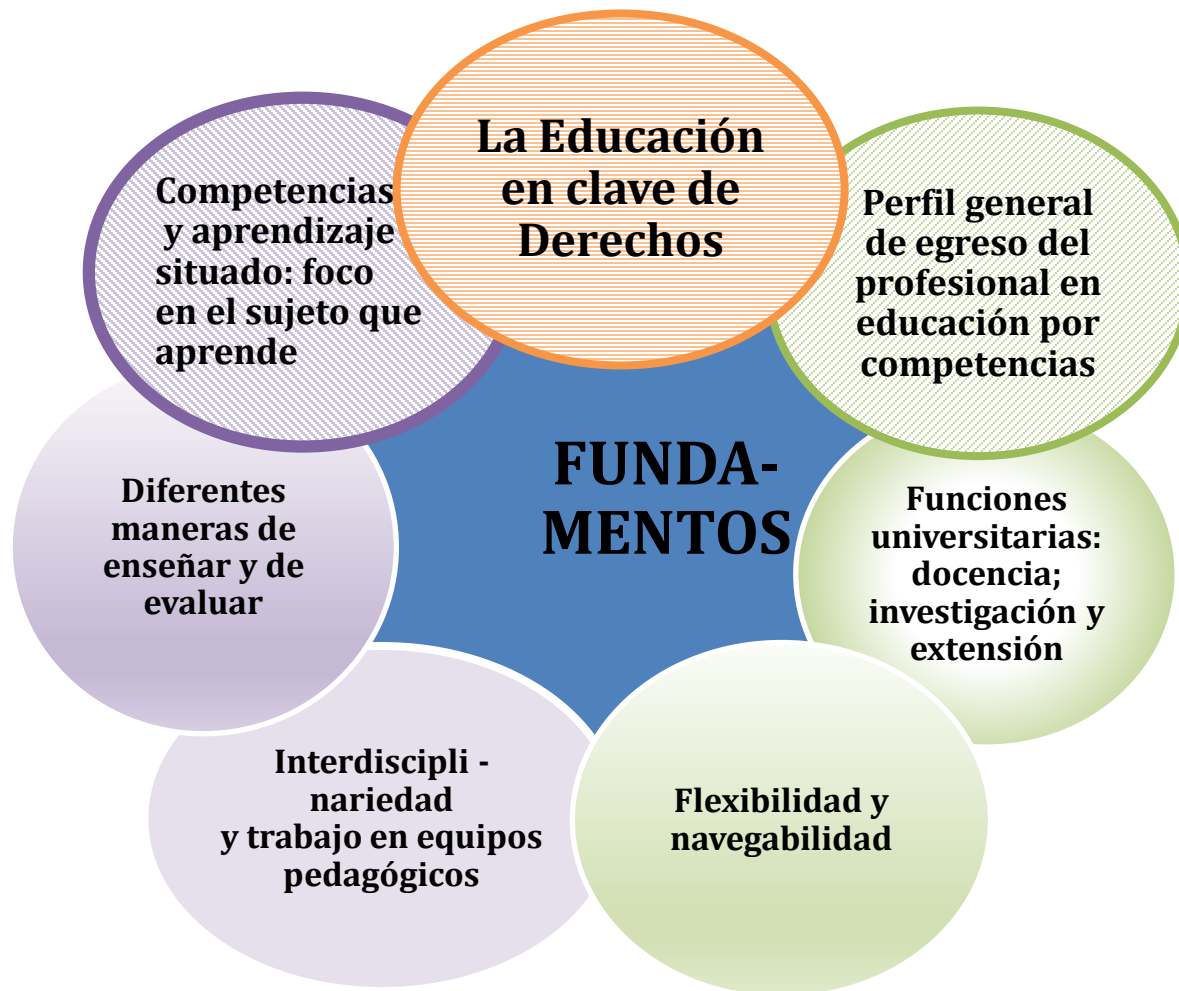 La Educación
en clave de
Derechos
Perfil general
de egreso del
profesional en
educación por
competencias
Funciones
universitarias:
docencia;
investigación y
extensión
Flexibilidad y
navegabilidad
Interdiscipli -
nariedad
y trabajo en equipos
pedagógicos
Diferentes
maneras de
enseñar y de
evaluar
Competencias
y aprendizaje
situado: foco
en el sujeto que
aprende
FUNDA-
MENTOS